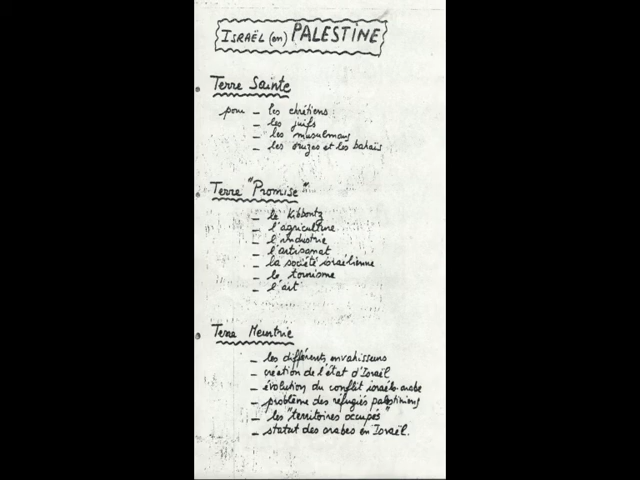 ISRAËL (en) PALESTINE
Terre Sainte
pour – les chrétiens
– les juifs
– les musulmans
– les druzes et les bahaïs
Terre "Promise"
– le Kibboutz
– l'agriculture
– l'industrie
– l'artisanat
– la société israélienne
– le tourisme
– l'art
Terre Meurtrie
– les différents envahisseurs
– création de l'état d'Israël
– évolution du conflit israélo-arabe
– problème des réfugiés palestiniens
– les "territoires occupés"
– statut des arabes en Israël.